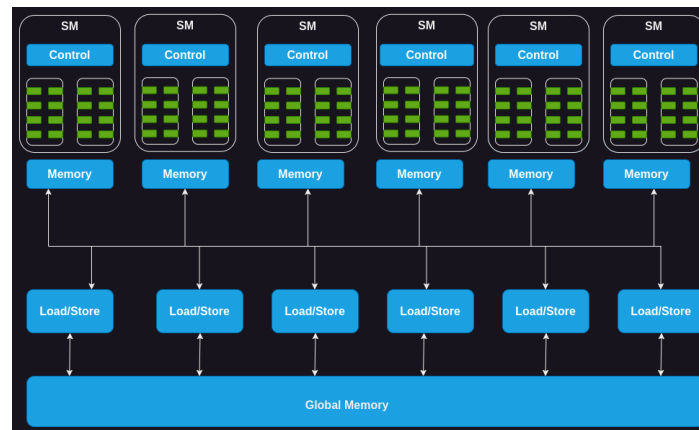 SM SM SM SM SM SM
Control Control Control Control Control Control
Memory Memory Memory Memory Memory Memory
Load/Store Load/Store Load/Store Load/Store Load/Store Load/Store
Global Memory